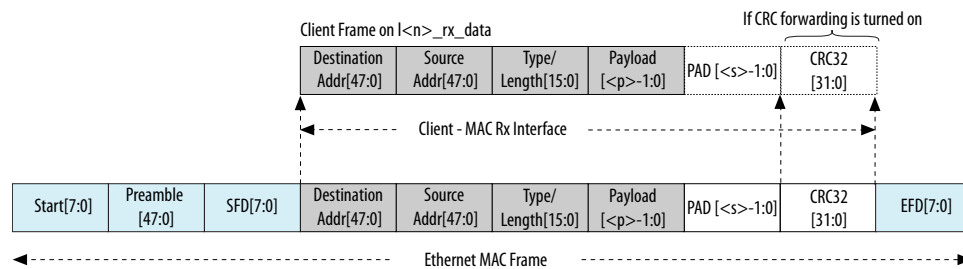 If CRC forwarding is turned on
Client Frame on l<n>_rx_data
Destination Addr[47:0]
Source Addr[47:0]
Type/ Length[15:0]
Payload [<p>-1:0]
PAD [<s>-1:0]
CRC32 [31:0]
Client - MAC Rx Interface
Start[7:0]
Preamble [47:0]
SFD[7:0]
Destination Addr[47:0]
Source Addr[47:0]
Type/ Length[15:0]
Payload [<p>-1:0]
PAD [<s>-1:0]
CRC32 [31:0]
EFD[7:0]
Ethernet MAC Frame